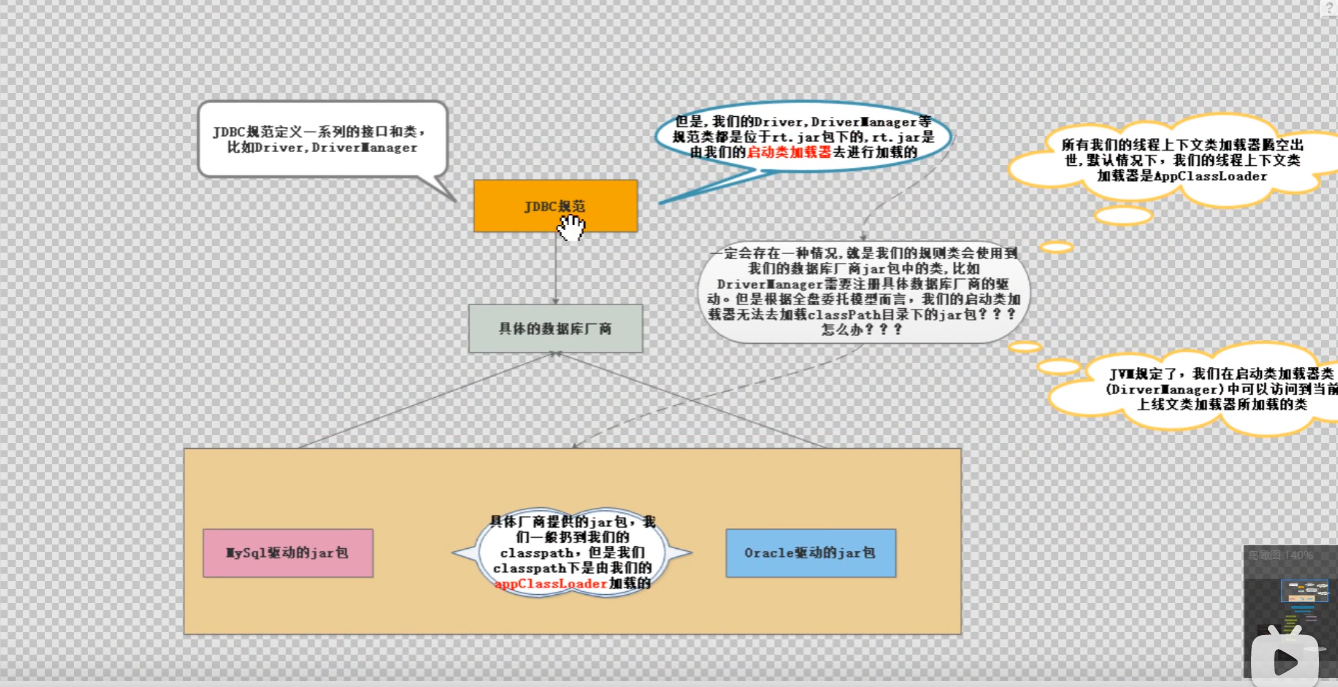 JDBC规范定义一系列的接口和类，
比如Driver,DriverManager
但是,我们的Driver,DriverManager等
规范类都是位于rt.jar包下的,rt.jar是
由我们的启动类加载器去进行加载的
所有我们的线程上下文类加载器腾空出
世,默认情况下，我们的线程上下文类
加载器是AppClassLoader
JDBC规范
一定会存在一种情况,就是我们的规则类会使用到
我们的数据库厂商jar包中的类,比如
DriverManager需要注册具体数据库厂商的驱
动。但是根据全盘委托模型而言，我们的启动类加
载器无法去加载classPath目录下的jar包？？？
怎么办？？？
具体的数据库厂商
JVM规定了，我们在启动类加载器类
(DirverManager)中可以访问到当前
上线文类加载器所加载的类
具体厂商提供的jar包，我
们一般扔到我们的
classpath，但是我们
classpath下是由我们的
appClassLoader加载的
MySql驱动的jar包
Oracle驱动的jar包
鸟瞰图:140%
?